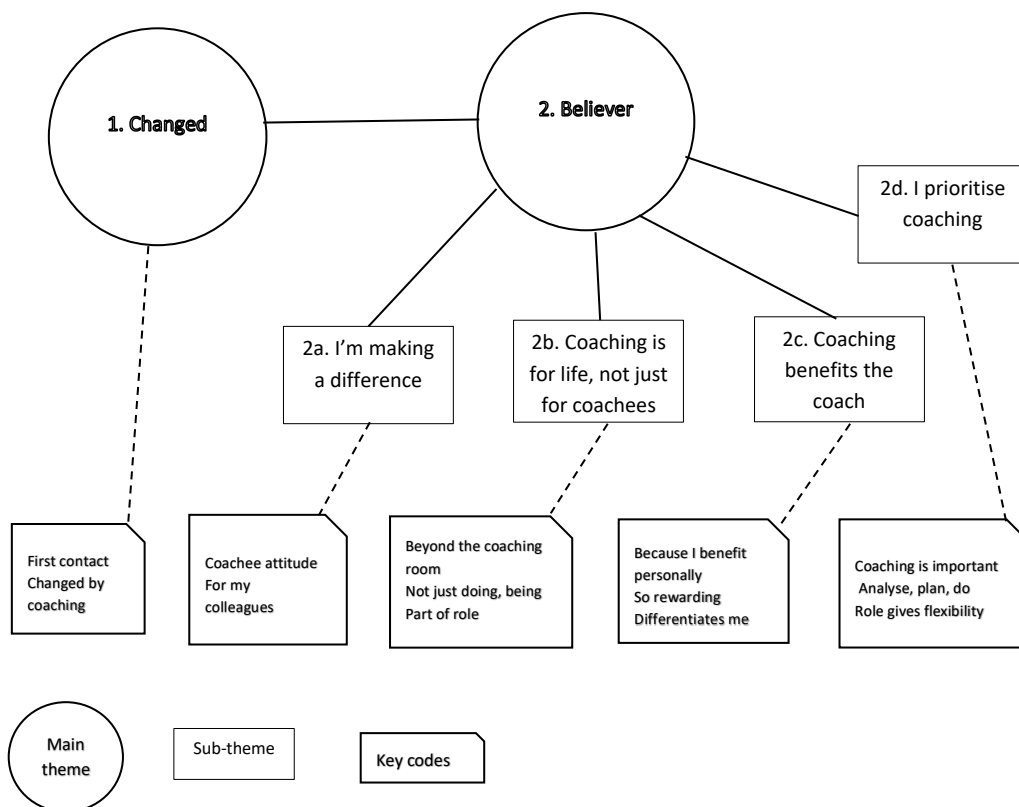 1. Changed
2. Believer
2d. I prioritise
coaching
2a. I'm making
a difference
2b. Coaching is
for life, not just
for coachees
2c. Coaching
benefits the
coach
First contact
Changed by
coaching
Coachee attitude
For my
colleagues
Beyond the coaching
room
Not just doing, being
Part of role
Because I benefit
personally
So rewarding
Differentiates me
Coaching is important
Analyse, plan, do
Role gives flexibility
Main
theme
Sub-theme
Key codes